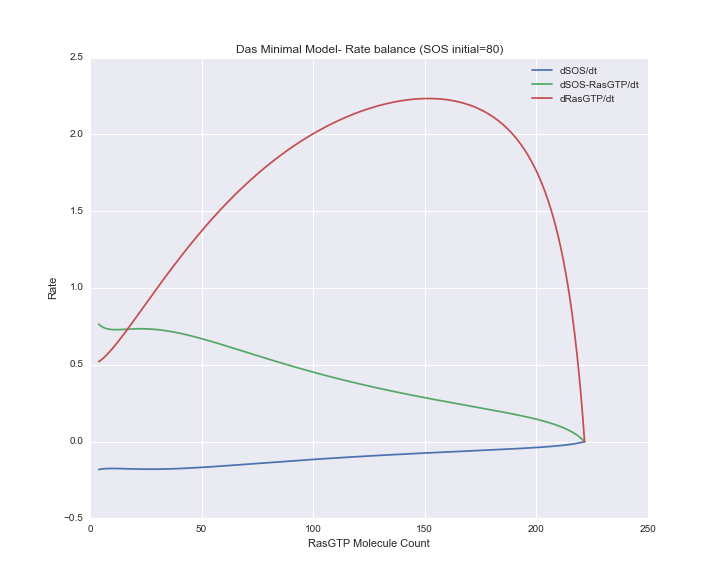 Das Minimal Model- Rate balance (SOS initial=80)
dSOS/dt
dSOS-RasGTP/dt
dRasGTP/dt
2.5
2.0
1.5
1.0
0.5
0.0
−0.5
Rate
0
50
100
150
200
250
RasGTP Molecule Count